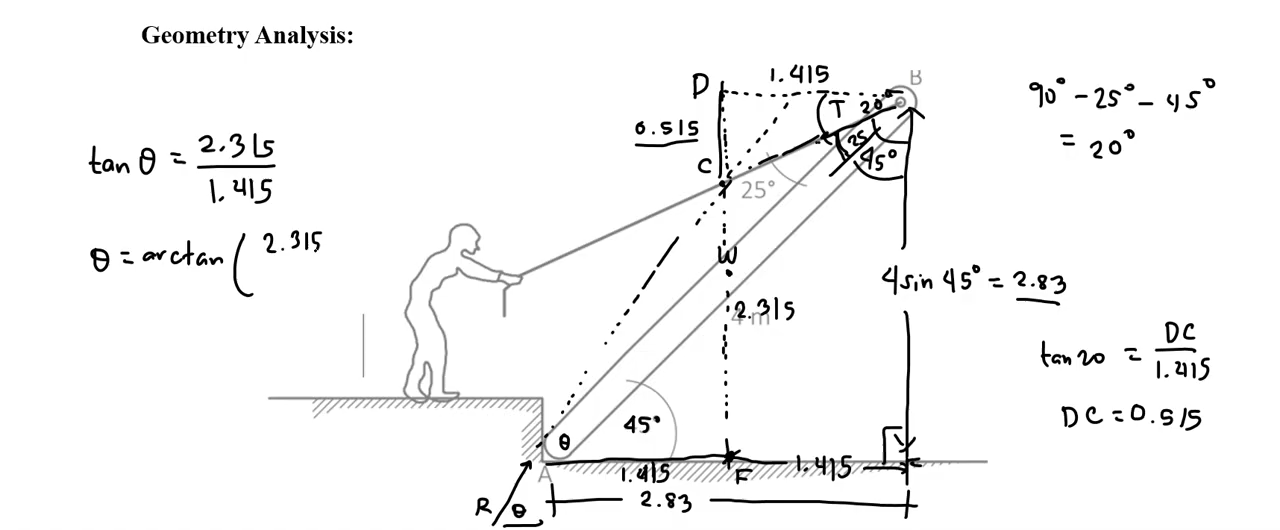 Geometry Analysis:
tan θ = 2.315 / 1.415
θ = arctan ( 2.315
D
1.415
B
90° - 25° - 45°
= 20°
0.515
T
20°
25
45°
C
25°
W
4 sin 45° = 2.83
2.315
4 m
tan 20 = DC / 1.415
DC = 0.515
45°
θ
A
1.415
F
1.415
2.83
R
θ